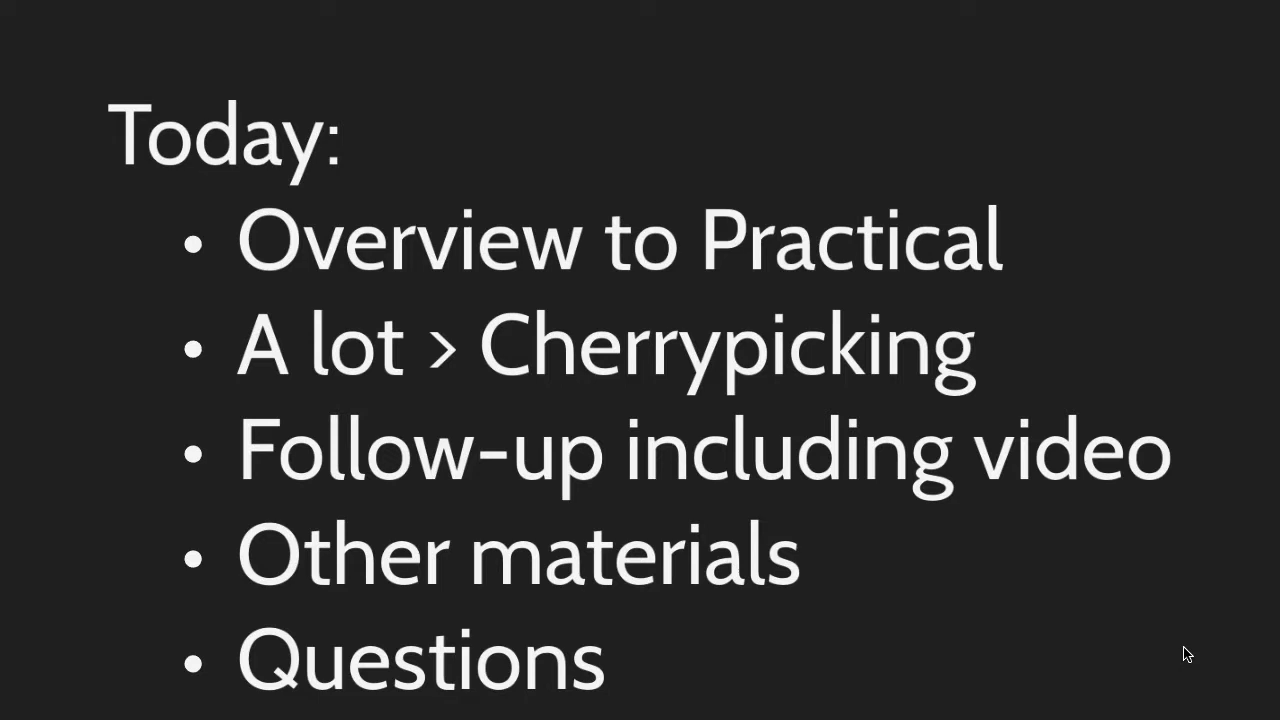 Today:
• Overview to Practical
• A lot > Cherrypicking
• Follow-up including video
• Other materials
• Questions